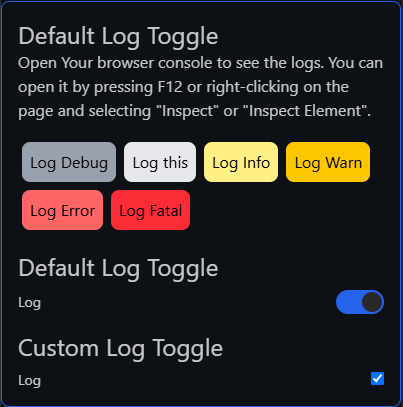 Default Log Toggle
Open Your browser console to see the logs. You can
open it by pressing F12 or right-clicking on the
page and selecting "Inspect" or "Inspect Element".
Log Debug Log this Log Info Log Warn
Log Error Log Fatal
Default Log Toggle
Log
Custom Log Toggle
Log